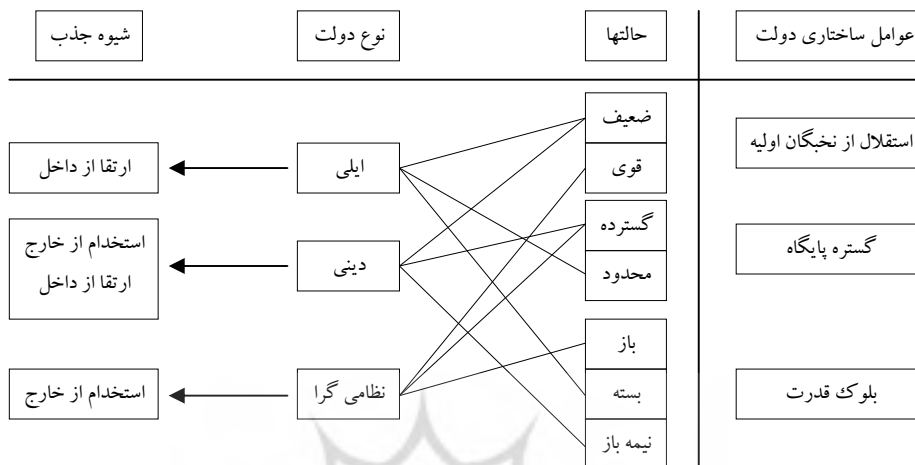 عوامل ساختاری دولت
حالتها
نوع دولت
شیوه جذب
استقلال از نخبگان اولیه
گستره پایگاه
بلوک قدرت
ضعیف
قوی
گسترده
محدود
باز
بسته
نیمه باز
ایلی
دینی
نظامی گرا
ارتقا از داخل
استخدام از خارج
ارتقا از داخل
استخدام از خارج